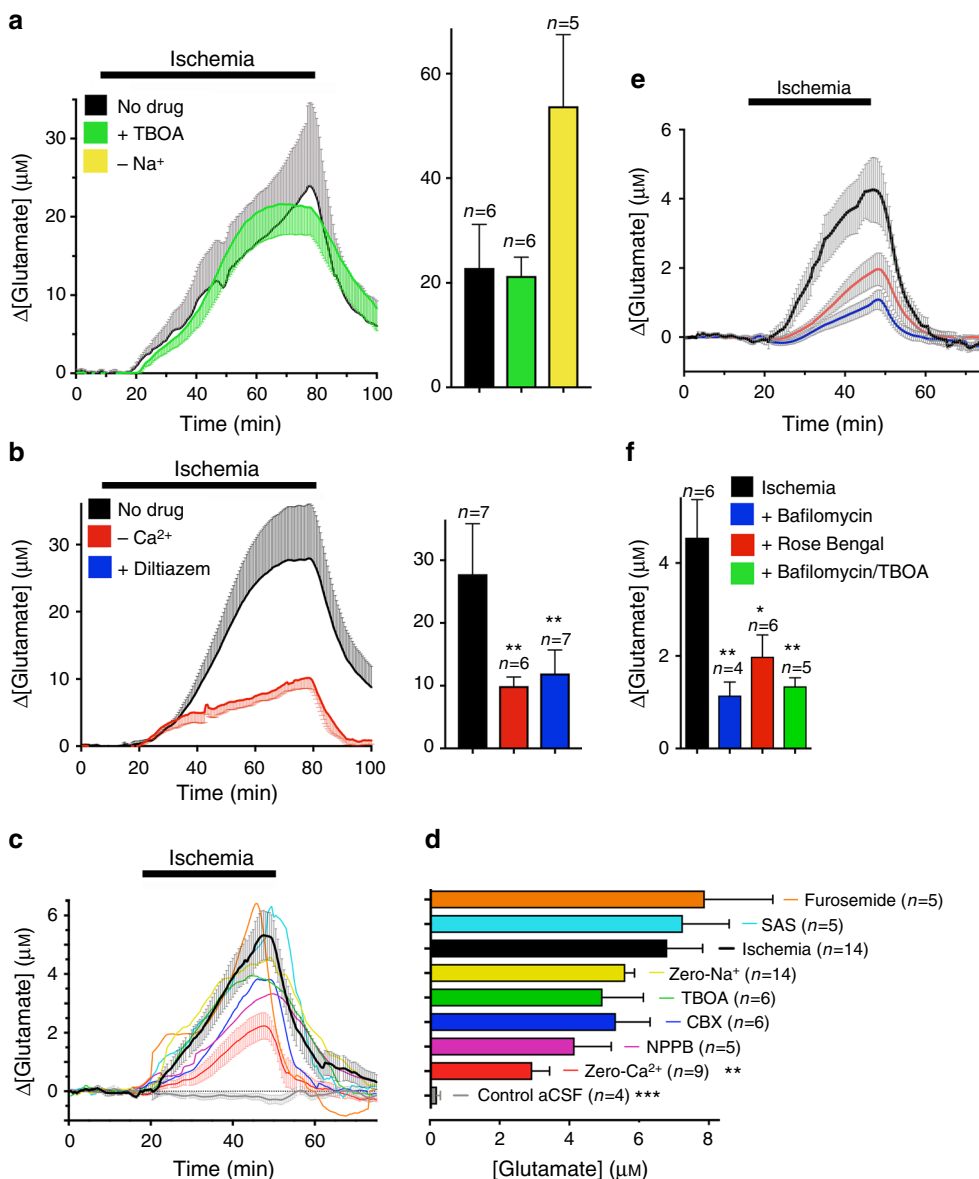 a
Ischemia
No drug
+ TBOA
– Na⁺
Δ[Glutamate] (μM)
30
20
10
0
0 20 40 60 80 100
Time (min)
60
40
20
0
n=6
n=6
n=5
b
Ischemia
No drug
– Ca²⁺
+ Diltiazem
Δ[Glutamate] (μM)
30
20
10
0
0 20 40 60 80 100
Time (min)
30
20
10
0
n=7
**
n=6
**
n=7
c
Ischemia
Δ[Glutamate] (μM)
6
5
4
3
2
1
0
–1
0 20 40 60
Time (min)
d
Furosemide (n=5)
SAS (n=5)
Ischemia (n=14)
Zero-Na⁺ (n=14)
TBOA (n=6)
CBX (n=6)
NPPB (n=5)
Zero-Ca²⁺ (n=9) **
Control aCSF (n=4) ***
0 2 4 6 8
[Glutamate] (μM)
e
Ischemia
Δ[Glutamate] (μM)
6
4
2
0
0 20 40 60
Time (min)
f
Ischemia
+ Bafilomycin
+ Rose Bengal
+ Bafilomycin/TBOA
Δ[Glutamate] (μM)
4
2
0
n=6
**
n=4
*
n=6
**
n=5